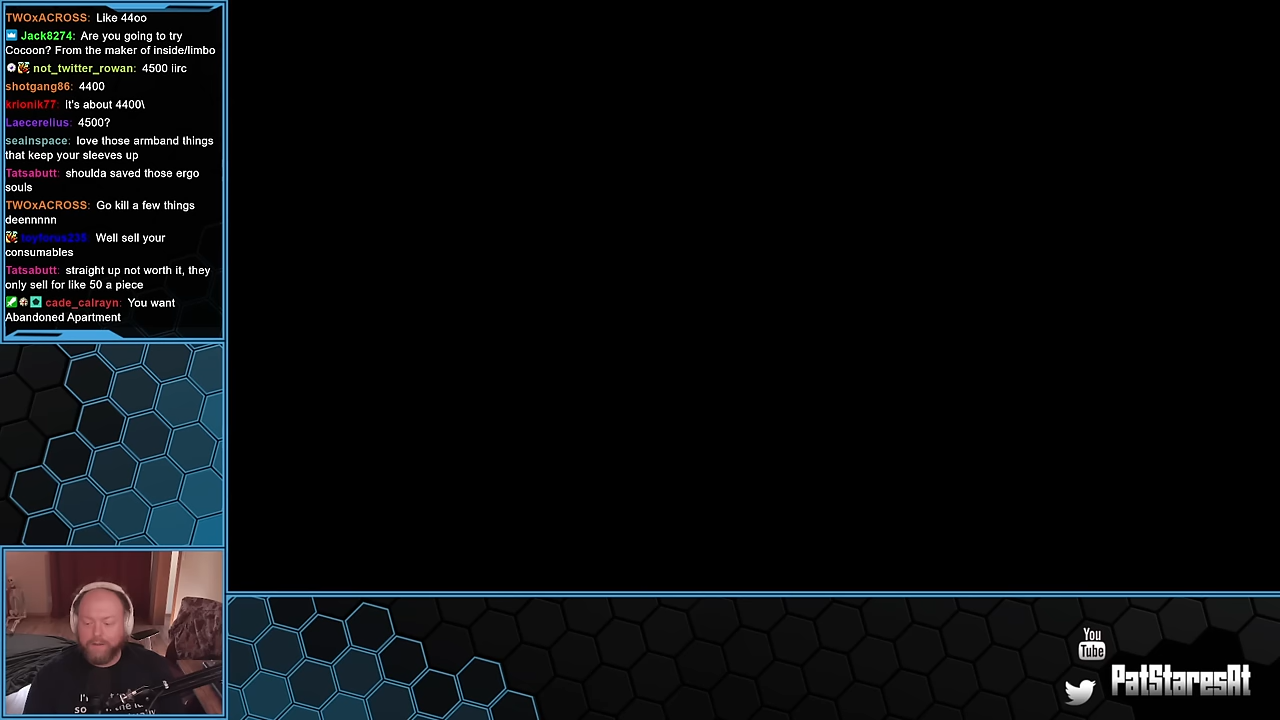 TWOxACROSS: Like 44oo
Jack8274: Are you going to try
Cocoon? From the maker of inside/limbo
not_twitter_rowan: 4500 iirc
shotgang86: 4400
krionik77: It's about 4400\
Laecerelius: 4500?
sealnspace: love those armband things
that keep your sleeves up
Tatsabutt: shoulda saved those ergo
souls
TWOxACROSS: Go kill a few things
deennnnn
toyforus235: Well sell your
consumables
Tatsabutt: straight up not worth it, they
only sell for like 50 a piece
cade_calrayn: You want
Abandoned Apartment
You
Tube
PatStaresAt